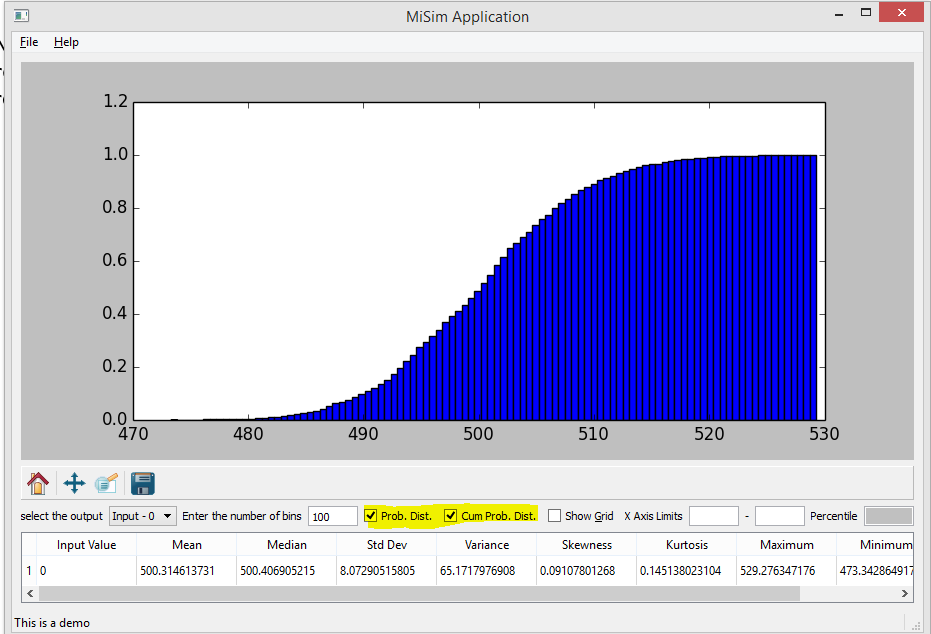 MiSim Application
File Help
1.2
1.0
0.8
0.6
0.4
0.2
0.0
470 480 490 500 510 520 530
select the output Input - 0 Enter the number of bins 100 Prob. Dist. Cum Prob. Dist. Show Grid X Axis Limits - Percentile
Input Value Mean Median Std Dev Variance Skewness Kurtosis Maximum Minimum
1 0 500.314613731 500.406905215 8.07290515805 65.1717976908 0.09107801268 0.145138023104 529.276347176 473.342864917
This is a demo